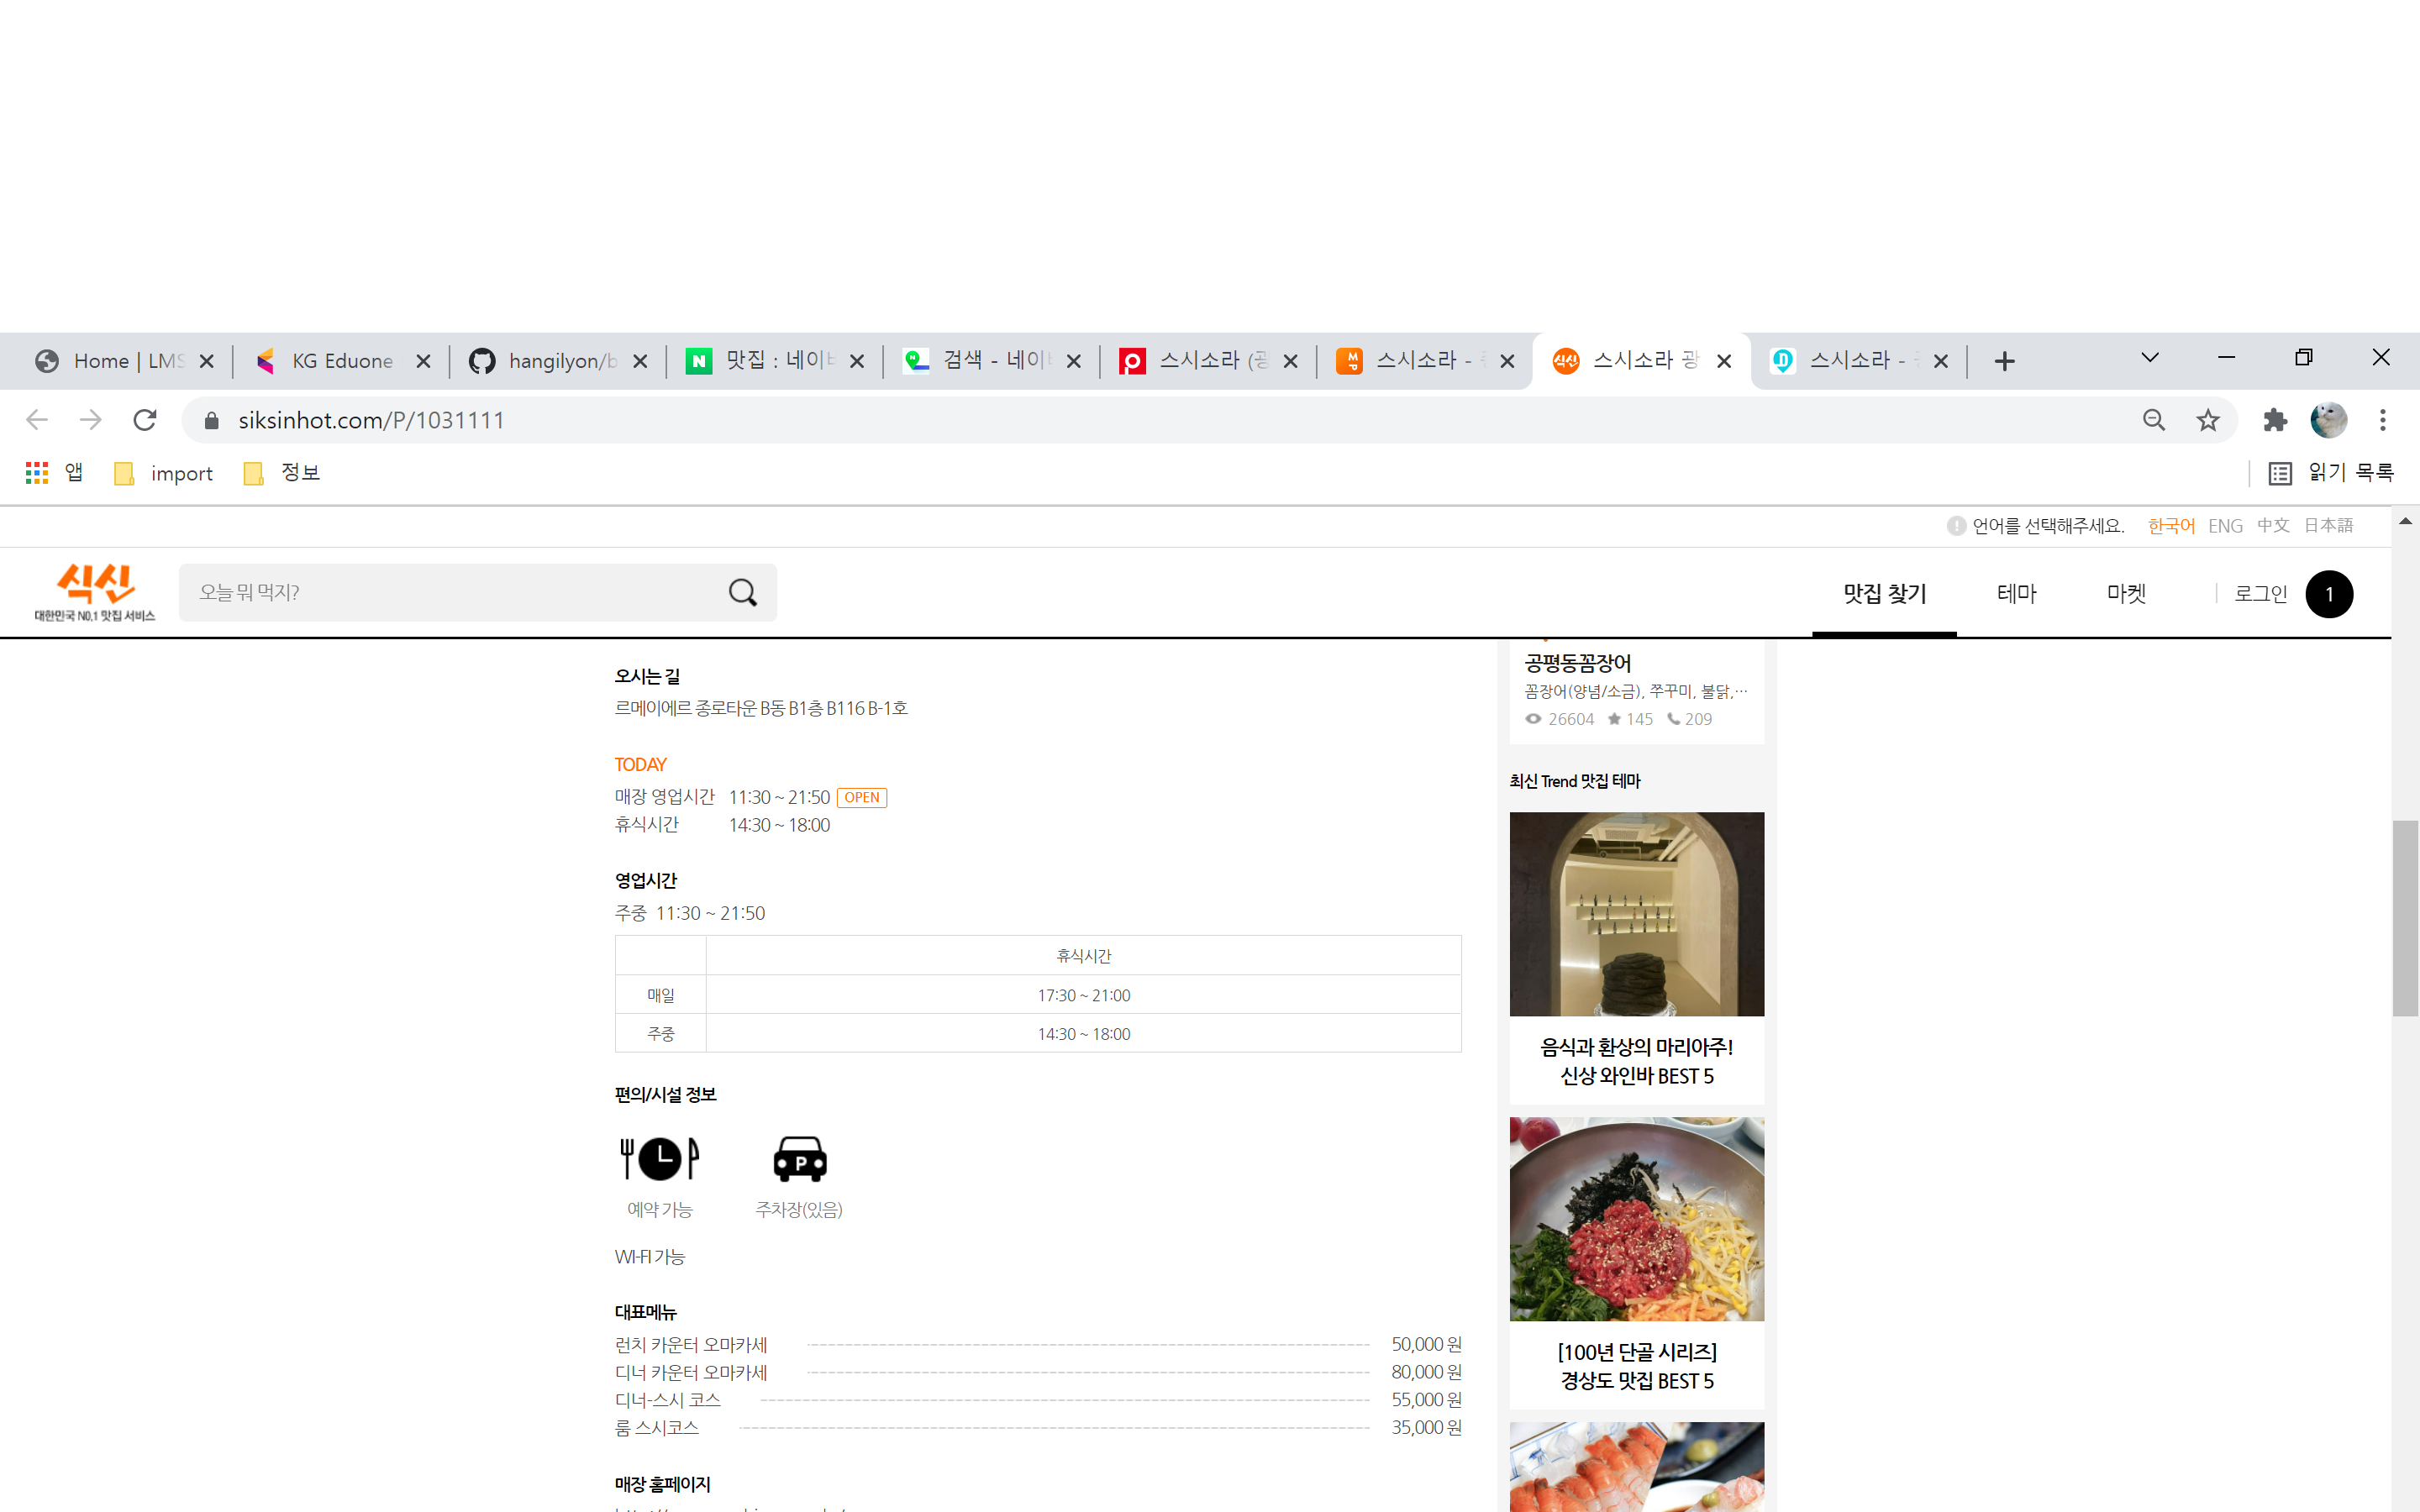 Home | LMS
KG Eduone
hangilyon/b
맛집 : 네이버
검색 - 네이버
스시소라 (광
스시소라 -
스시소라 광
스시소라 -
siksinhot.com/P/1031111
앱
import
정보
읽기 목록
언어를 선택해주세요. 한국어 ENG 中文 日本語
식신
대한민국 NO.1 맛집 서비스
오늘 뭐 먹지?
맛집 찾기
테마
마켓
로그인
1
오시는 길
르메이에르 종로타운 B동 B1층 B116 B-1호
TODAY
매장 영업시간 11:30 ~ 21:50 OPEN
휴식시간 14:30 ~ 18:00
영업시간
주중 11:30 ~ 21:50
휴식시간
매일 17:30 ~ 21:00
주중 14:30 ~ 18:00
편의/시설 정보
예약 가능
주차장(있음)
WI-FI 가능
대표메뉴
런치 카운터 오마카세 50,000 원
디너 카운터 오마카세 80,000 원
디너-스시 코스 55,000 원
룸 스시코스 35,000 원
매장 홈페이지
공평동꼼장어
꼼장어(양념/소금), 쭈꾸미, 불닭,…
26604 145 209
최신 Trend 맛집 테마
음식과 환상의 마리아주!
신상 와인바 BEST 5
[100년 단골 시리즈]
경상도 맛집 BEST 5